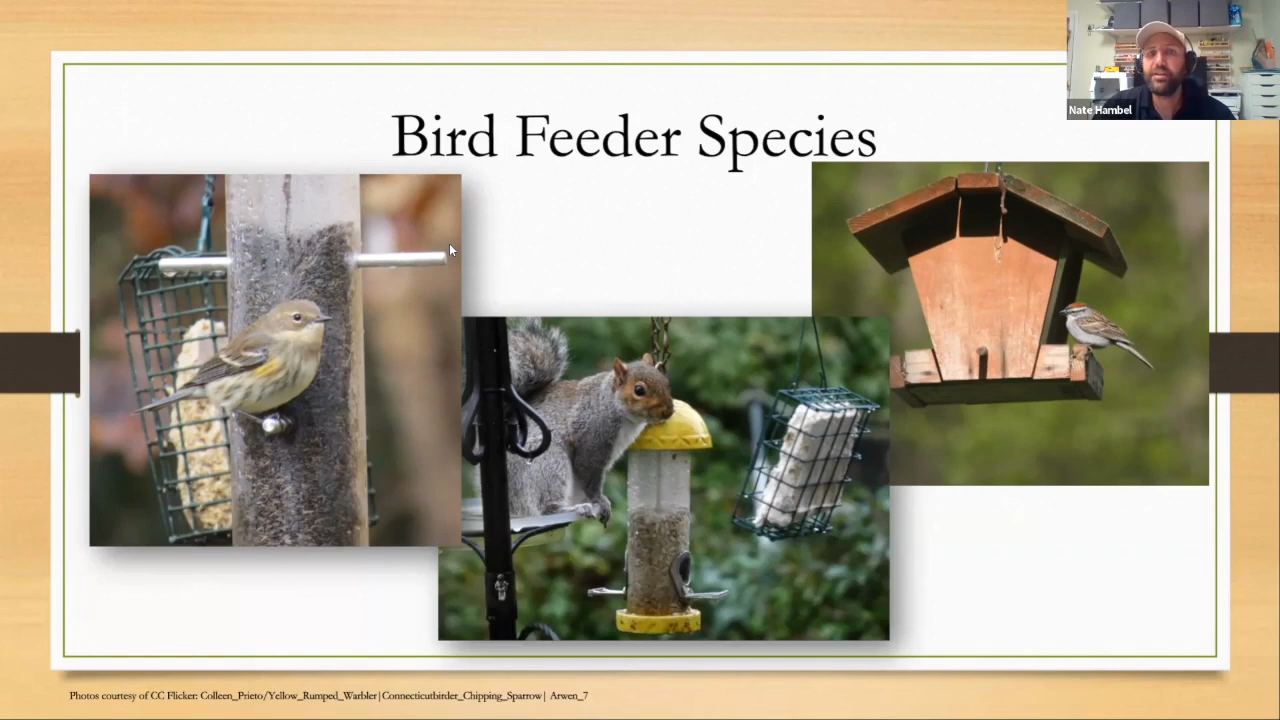 Nate Hambel
Bird Feeder Species
Photos courtesy of CC Flicker: Colleen_Prieto/Yellow_Rumped_Warbler|Connecticutbirder_Chipping_Sparrow| Arwen_7